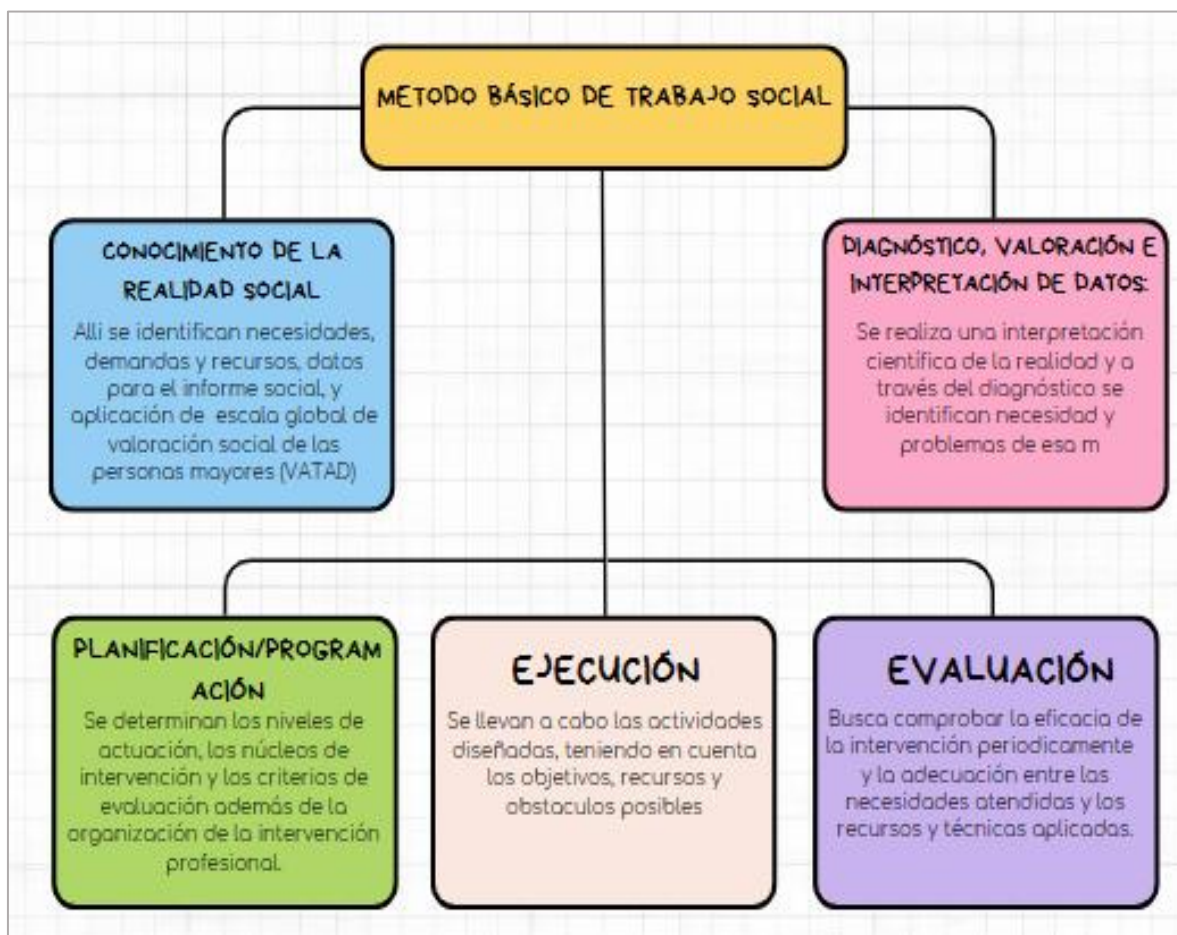 METODO BÁSICO DE TRABAJO SOCIAL
CONOCIMIENTO DE LA
REALIDAD SOCIAL
Alli se identifican necesidades,
demandas y recursos, datos
para el informe social, y
aplicación de escala global de
valoración social de las
personas mayores (VATAD)
DIAGNÓSTICO, VALORACIÓN E
INTERPRETACIÓN DE DATOS:
Se realiza una interpretación
científica de la realidad y a
través del diagnóstico se
identifican necesidad y
problemas de esa m
PLANIFICACIÓN/PROGRAM
ACIÓN
Se determinan los niveles de
actuación, los núcleos de
intervención y los criterios de
evaluación además de la
organización de la intervención
profesional.
EJECUCIÓN
Se llevan a cabo las actividades
diseñadas, teniendo en cuenta
los objetivos, recursos y
obstaculos posibles
EVALUACIÓN
Busca comprobar la eficacia de
la intervención periodicamente
y la adecuación entre las
necesidades atendidas y los
recursos y técnicas aplicadas.